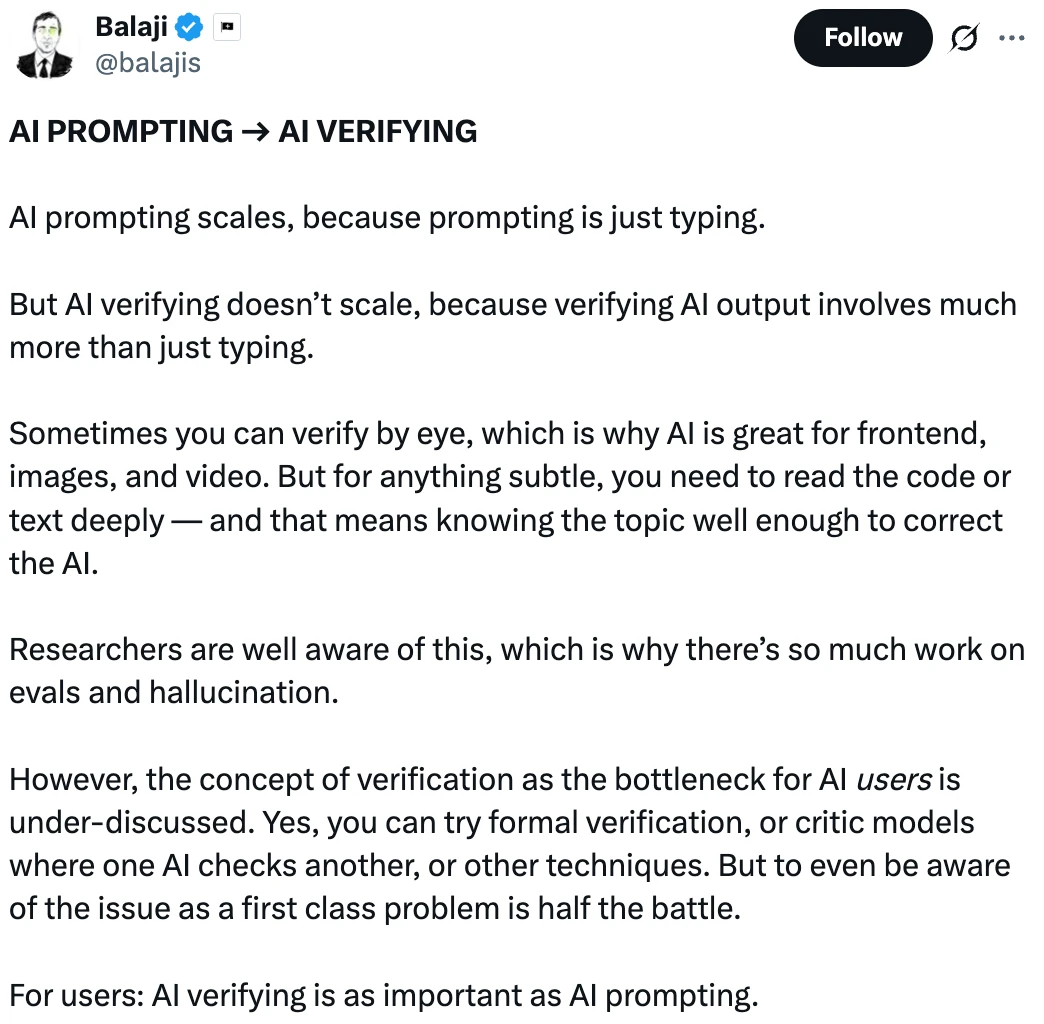 Balaji
@balajis
Follow
AI PROMPTING → AI VERIFYING
AI prompting scales, because prompting is just typing.
But AI verifying doesn’t scale, because verifying AI output involves much
more than just typing.
Sometimes you can verify by eye, which is why AI is great for frontend,
images, and video. But for anything subtle, you need to read the code or
text deeply — and that means knowing the topic well enough to correct
the AI.
Researchers are well aware of this, which is why there’s so much work on
evals and hallucination.
However, the concept of verification as the bottleneck for AI users is
under-discussed. Yes, you can try formal verification, or critic models
where one AI checks another, or other techniques. But to even be aware
of the issue as a first class problem is half the battle.
For users: AI verifying is as important as AI prompting.